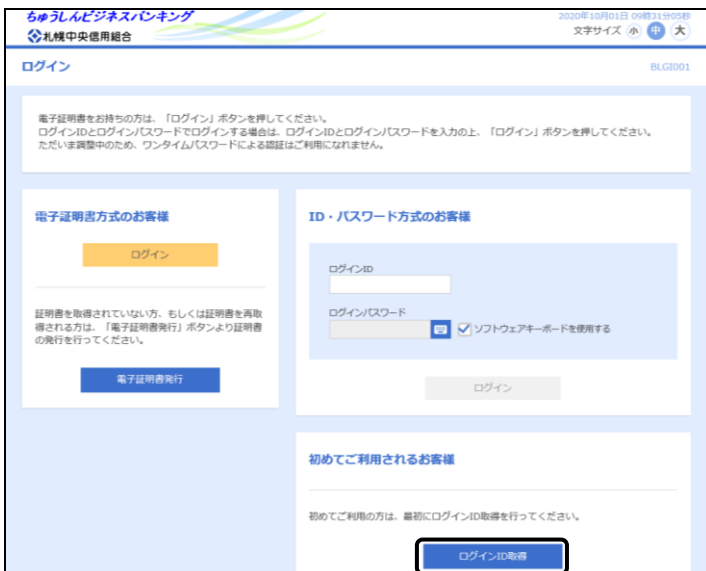 ちゅうしんビジネスバンキング
札幌中央信用組合
2020年10月01日 09時31分05秒
文字サイズ 小 中 大
ログイン
BLGI001
電子証明書をお持ちの方は、「ログイン」ボタンを押してください。
ログインIDとログインパスワードでログインする場合は、ログインIDとログインパスワードを入力の上、「ログイン」ボタンを押してください。
ただいま調整中のため、ワンタイムパスワードによる認証はご利用になれません。
電子証明書方式のお客様
ログイン
証明書を取得されていない方、もしくは証明書を再取
得される方は、「電子証明書発行」ボタンより証明書
の発行を行ってください。
電子証明書発行
ID・パスワード方式のお客様
ログインID
ログインパスワード
ソフトウェアキーボードを使用する
ログイン
初めてご利用されるお客様
初めてご利用の方は、最初にログインID取得を行ってください。
ログインID取得